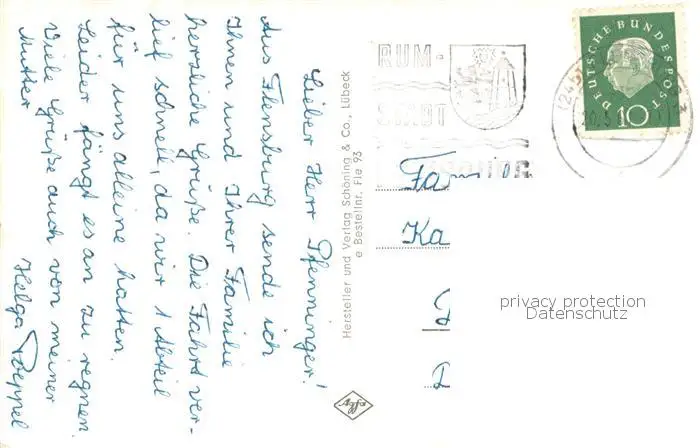 Lieber Herr Pfenninger!
Aus Flensburg sende ich
Ihnen und Ihrer Familie
herzliche Grüße. Die Fahrt ver-
lief schnell, da wir 1 Abteil
für uns alleine hatten.
Leider fängt es an zu regnen.
Viele Grüße auch von meiner
Mutter
Helga Poeppel
Hersteller und Verlag Schöning & Co., Lübeck
e Bestellnr. Fle 93
Agfa
RUM-
STADT
DEUTSCHE BUNDESPOST
10
Fam
Ka
privacy protection
Datenschutz